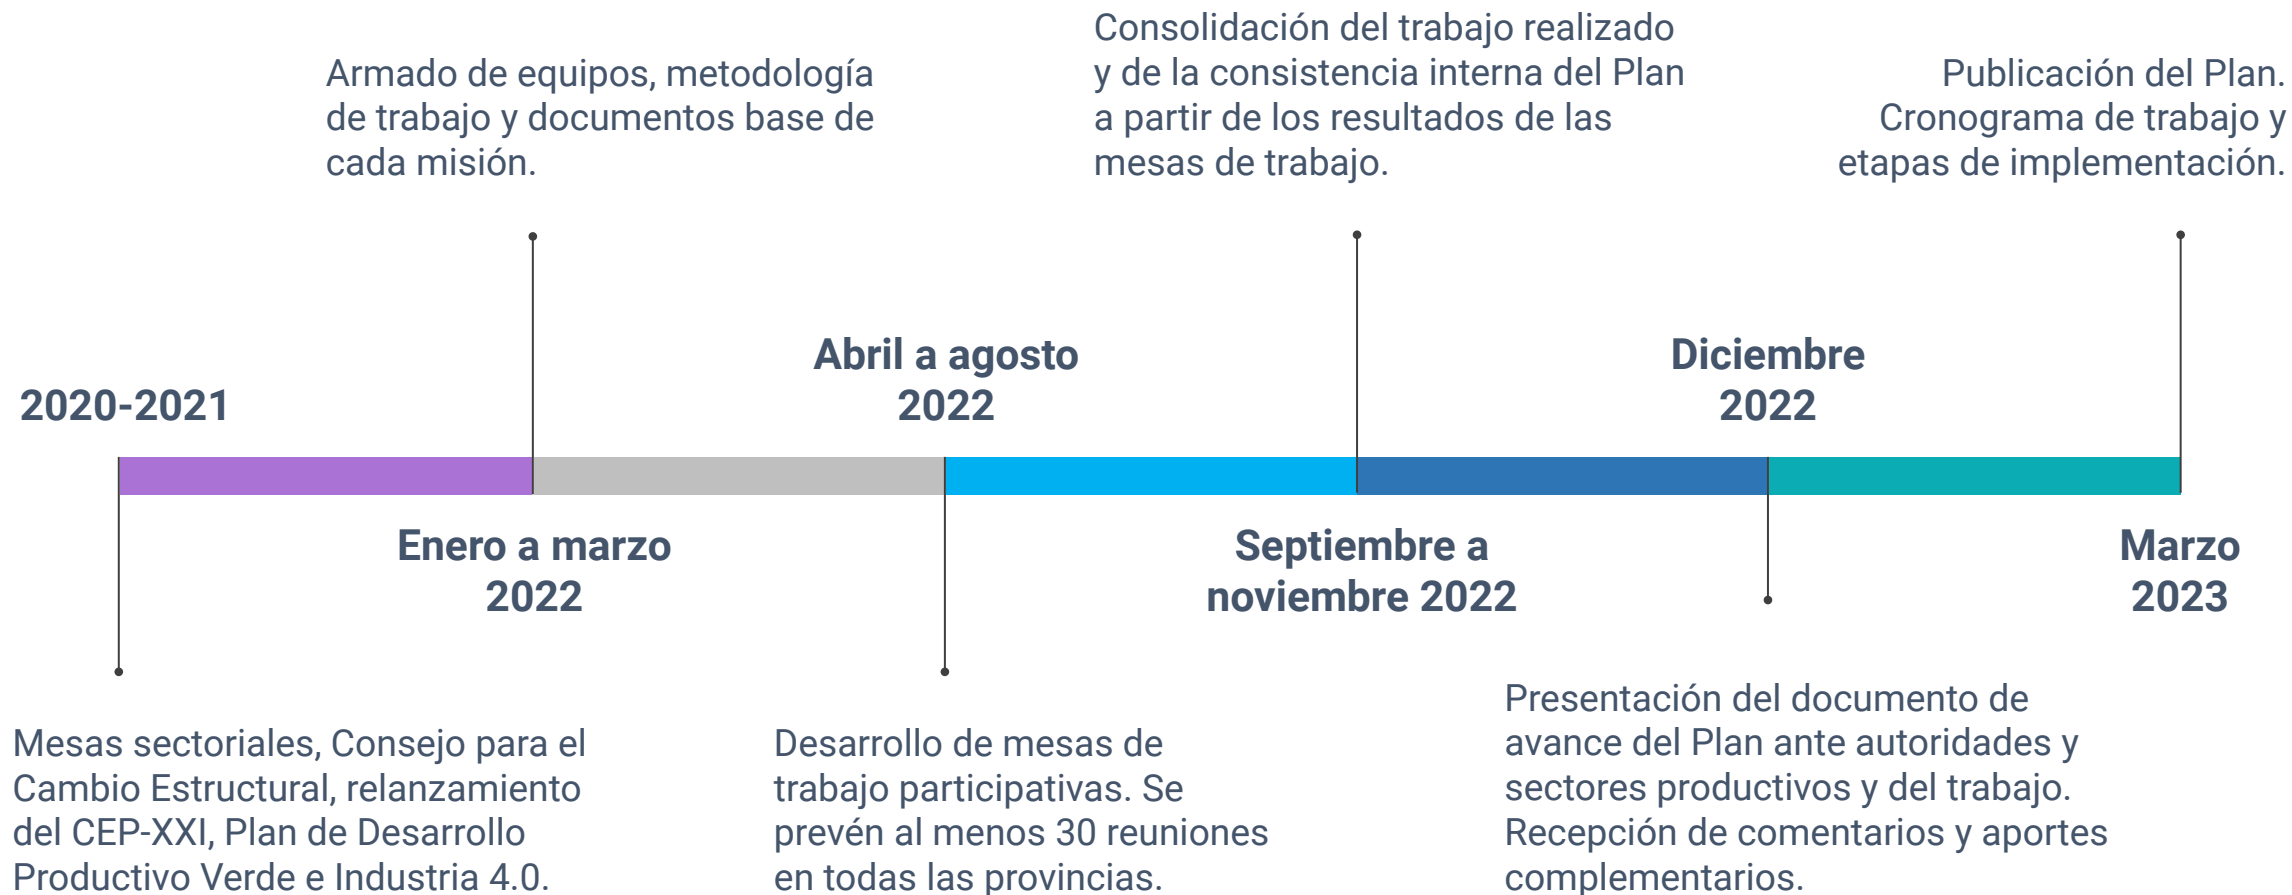 2020-2021
Mesas sectoriales, Consejo para el
Cambio Estructural, relanzamiento
del CEP-XXI, Plan de Desarrollo
Productivo Verde e Industria 4.0.
Armado de equipos, metodología
de trabajo y documentos base de
cada misión.
Enero a marzo
2022
Abril a agosto
2022
Desarrollo de mesas de
trabajo participativas. Se
prevén al menos 30 reuniones
en todas las provincias.
Consolidación del trabajo realizado
y de la consistencia interna del Plan
a partir de los resultados de las
mesas de trabajo.
Septiembre a
noviembre 2022
Diciembre
2022
Presentación del documento de
avance del Plan ante autoridades y
sectores productivos y del trabajo.
Recepción de comentarios y aportes
complementarios.
Publicación del Plan.
Cronograma de trabajo y
etapas de implementación.
Marzo
2023